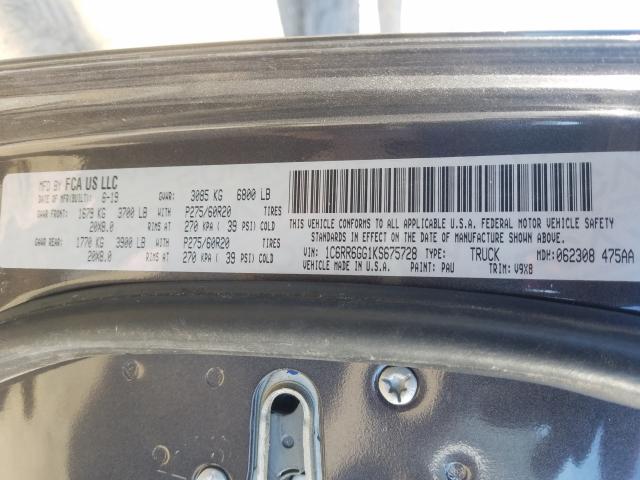 MFD BY FCA US LLC
DATE OF MFR(BUILT): 6-19 GVWR: 3085 KG 6800 LB
GAWR FRONT: 1679 KG 3700 LB WITH P275/60R20 TIRES
20X8.0 RIMS AT 270 KPA ( 39 PSI) COLD
GAWR REAR: 1770 KG 3900 LB WITH P275/60R20 TIRES
20X8.0 RIMS AT 270 KPA ( 39 PSI) COLD
THIS VEHICLE CONFORMS TO ALL APPLICABLE U.S.A. FEDERAL MOTOR VEHICLE SAFETY
STANDARDS IN EFFECT ON THE DATE OF MANUFACTURE SHOWN ABOVE.
VIN: 1C6RR6GG1KS675728 TYPE: TRUCK MDH: 062308 475AA
VEHICLE MADE IN U.S.A. PAINT: PAU TRIM: V9X8